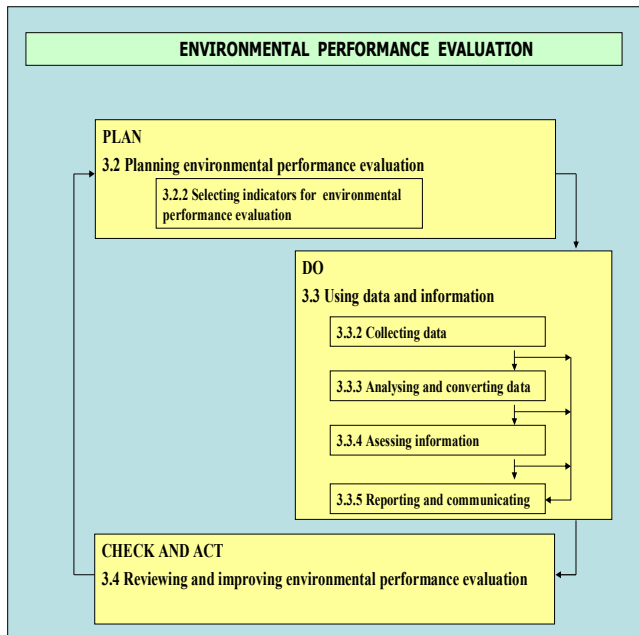 ENVIRONMENTAL PERFORMANCE EVALUATION
PLAN
3.2 Planning environmental performance evaluation
3.2.2 Selecting indicators for environmental
performance evaluation
DO
3.3 Using data and information
3.3.2 Collecting data
3.3.3 Analysing and converting data
3.3.4 Asessing information
3.3.5 Reporting and communicating
CHECK AND ACT
3.4 Reviewing and improving environmental performance evaluation